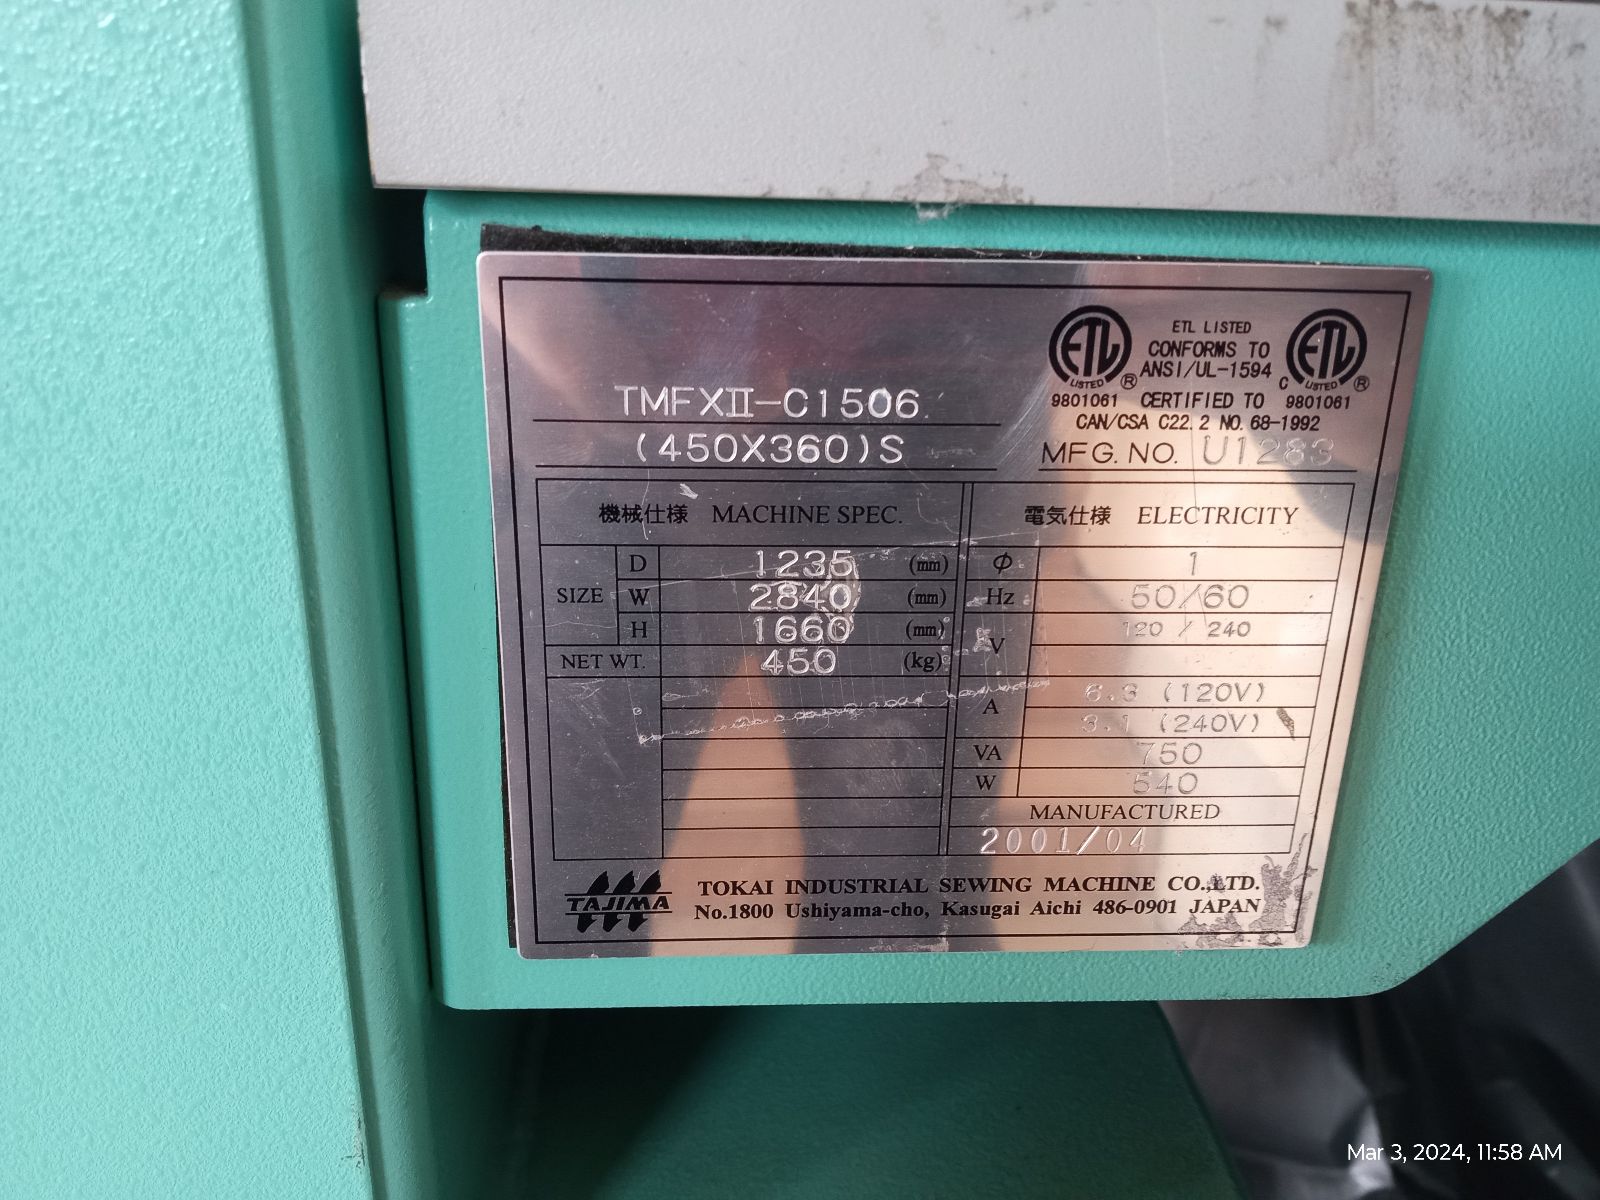 ETL LISTED
CONFORMS TO
ANSI/UL-1594
LISTED ®
C LISTED ®
9801061 CERTIFIED TO 9801061
CAN/CSA C22.2 NO.68-1992
TMFXII-C1506
(450X360)S
MFG. NO. U1283
機械仕様 MACHINE SPEC.
電気仕様 ELECTRICITY
SIZE
D 1235 (mm)
W 2840 (mm)
H 1660 (mm)
NET WT. 450 (kg)
Φ 1
Hz 50/60
V 120 / 240
A 6.3 (120V)
3.1 (240V)
VA 750
W 540
MANUFACTURED
2001/04
TAJIMA
TOKAI INDUSTRIAL SEWING MACHINE CO.,LTD.
No.1800 Ushiyama-cho, Kasugai Aichi 486-0901 JAPAN
Mar 3, 2024, 11:58 AM